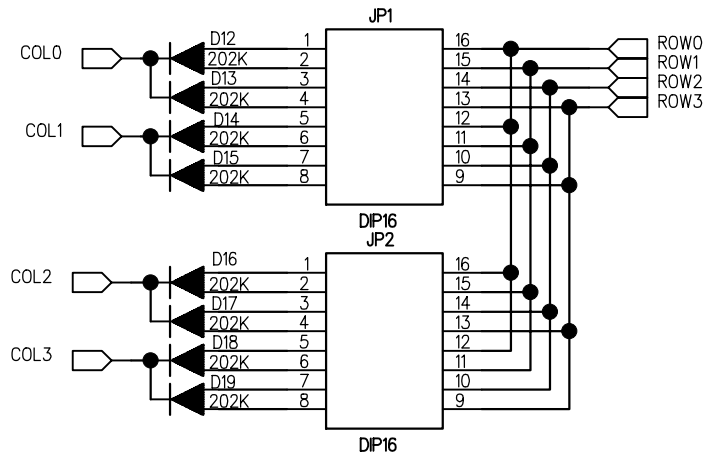 JP1
COL0
D12
1
16
ROW0
202K
2
15
ROW1
D13
3
14
ROW2
202K
4
13
ROW3
COL1
D14
5
12
202K
6
11
D15
7
10
202K
8
9
DIP16
JP2
COL2
D16
1
16
202K
2
15
D17
3
14
202K
4
13
COL3
D18
5
12
202K
6
11
D19
7
10
202K
8
9
DIP16